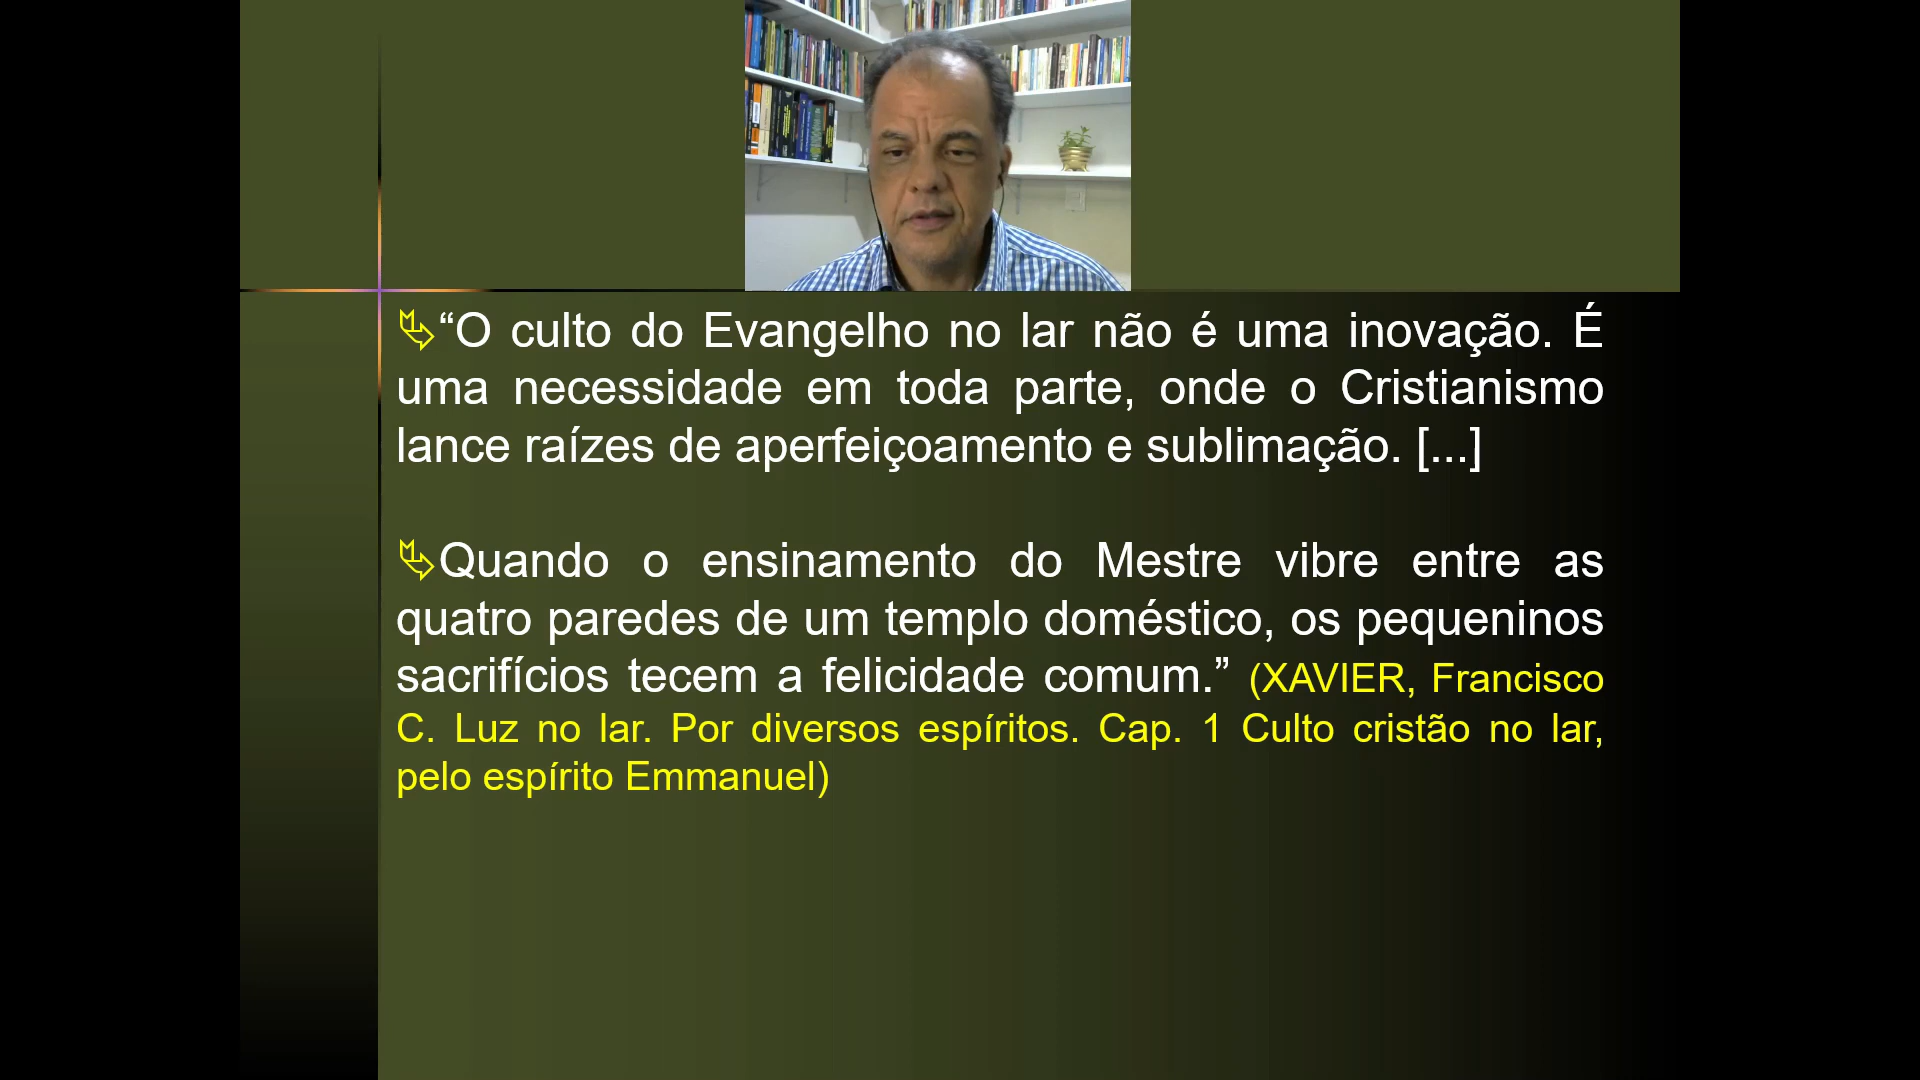 “O culto do Evangelho no lar não é uma inovação. É
uma necessidade em toda parte, onde o Cristianismo
lance raízes de aperfeiçoamento e sublimação. [...]
Quando o ensinamento do Mestre vibre entre as
quatro paredes de um templo doméstico, os pequeninos
sacrifícios tecem a felicidade comum.” (XAVIER, Francisco
C. Luz no lar. Por diversos espíritos. Cap. 1 Culto cristão no lar,
pelo espírito Emmanuel)